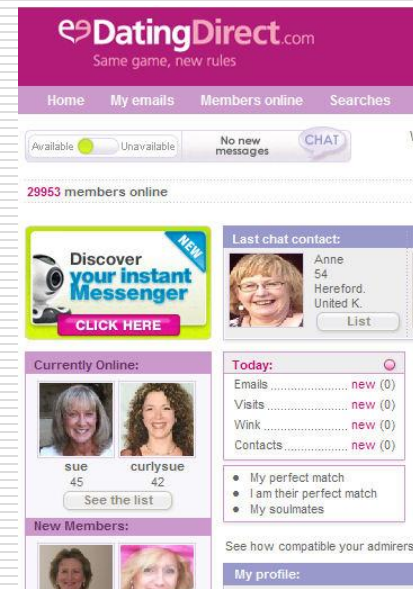 DatingDirect.com
Same game, new rules
Home My emails Members online Searches
Available Unavailable
No new messages
CHAT
29953 members online
NEW
Discover
your instant
Messenger
CLICK HERE
Last chat contact:
Anne
54
Hereford.
United K.
List
Currently Online:
sue
45
curlysue
42
See the list
New Members:
Today:
Emails new (0)
Visits new (0)
Wink new (0)
Contacts new (0)
My perfect match
I am their perfect match
My soulmates
See how compatible your admirers
My profile: